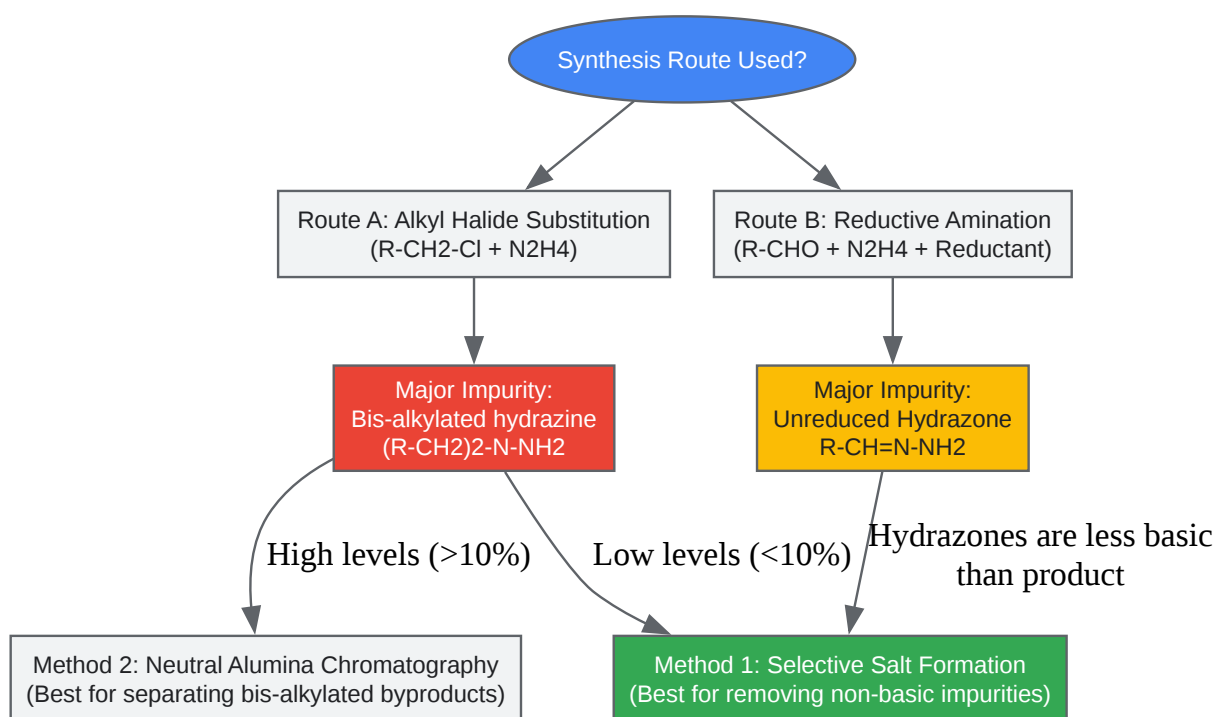 Synthesis Route Used?
Route A: Alkyl Halide Substitution
(R-CH2-Cl + N2H4)
Route B: Reductive Amination
(R-CHO + N2H4 + Reductant)
Major Impurity:
Bis-alkylated hydrazine
(R-CH2)2-N-NH2
Major Impurity:
Unreduced Hydrazone
R-CH=N-NH2
High levels (>10%)
Low levels (<10%)
Hydrazones are less basic
than product
Method 2: Neutral Alumina Chromatography
(Best for separating bis-alkylated byproducts)
Method 1: Selective Salt Formation
(Best for removing non-basic impurities)